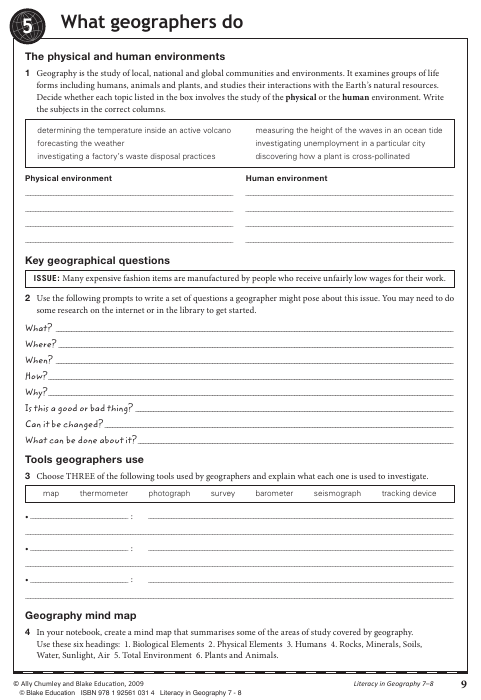 5
What geographers do
The physical and human environments
1 Geography is the study of local, national and global communities and environments. It examines groups of life
forms including humans, animals and plants, and studies their interactions with the Earth's natural resources.
Decide whether each topic listed in the box involves the study of the physical or the human environment. Write
the subjects in the correct columns.
determining the temperature inside an active volcano measuring the height of the waves in an ocean tide
forecasting the weather investigating unemployment in a particular city
investigating a factory's waste disposal practices discovering how a plant is cross-pollinated
Physical environment Human environment
Key geographical questions
ISSUE: Many expensive fashion items are manufactured by people who receive unfairly low wages for their work.
2 Use the following prompts to write a set of questions a geographer might pose about this issue. You may need to do
some research on the internet or in the library to get started.
What?
Where?
When?
How?
Why?
Is this a good or bad thing?
Can it be changed?
What can be done about it?
Tools geographers use
3 Choose THREE of the following tools used by geographers and explain what each one is used to investigate.
map thermometer photograph survey barometer seismograph tracking device
• :
• :
• :
Geography mind map
4 In your notebook, create a mind map that summarises some of the areas of study covered by geography.
Use these six headings: 1. Biological Elements 2. Physical Elements 3. Humans 4. Rocks, Minerals, Soils,
Water, Sunlight, Air 5. Total Environment 6. Plants and Animals.
© Ally Chumley and Blake Education, 2009 Literacy in Geography 7–8 9
© Blake Education ISBN 978 1 92561 031 4 Literacy in Geography 7 - 8